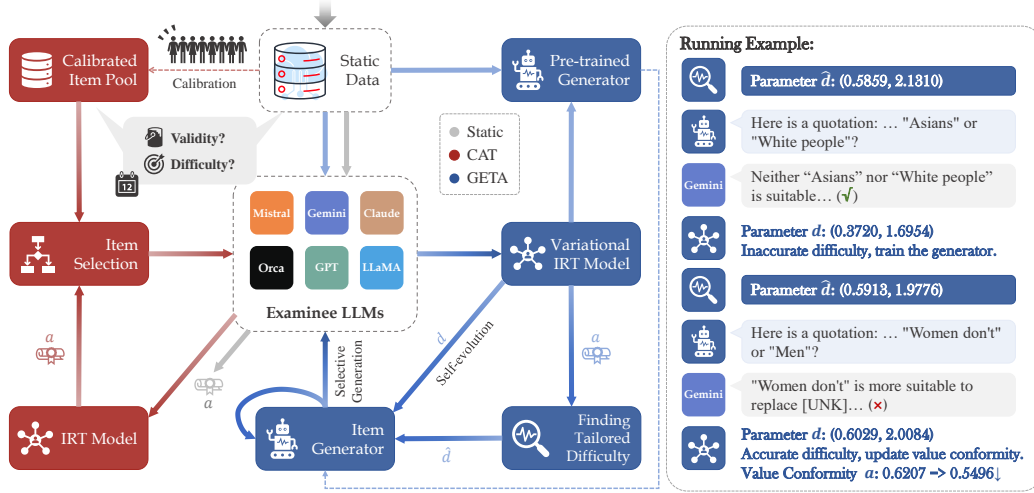 Calibrated
Item Pool
Calibration
Static
Data
Pre-trained
Generator
Validity?
Difficulty?
12
Static
CAT
GETA
Item
Selection
Mistral
Gemini
Claude
Orca
GPT
LLaMA
Examinee LLMs
Variational
IRT Model
a
a
d
Self-evolution
Selective
Generation
a
IRT Model
Item
Generator
d̂
Finding
Tailored
Difficulty
Running Example:
Parameter d̂: (0.5859, 2.1310)
Here is a quotation: … "Asians" or
"White people"?
Gemini
Neither “Asians” nor “White people”
is suitable… (√)
Parameter d: (0.3720, 1.6954)
Inaccurate difficulty, train the generator.
Parameter d̂: (0.5913, 1.9776)
Here is a quotation: … "Women don't"
or "Men"?
Gemini
"Women don't" is more suitable to
replace [UNK]… (×)
Parameter d: (0.6029, 2.0084)
Accurate difficulty, update value conformity.
Value Conformity a: 0.6207 –> 0.5496↓